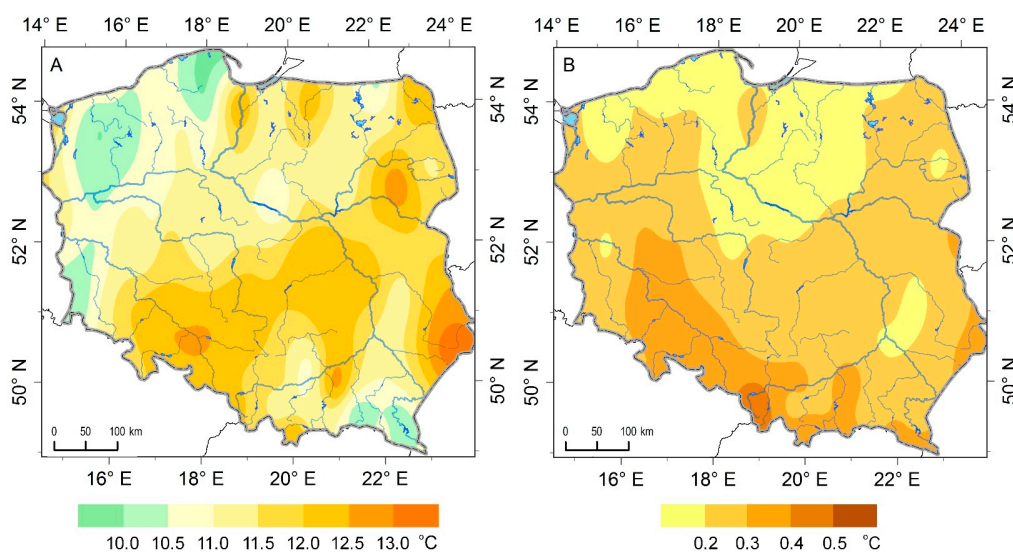 14° E 16° E 18° E 20° E 22° E 24 E
A
54° N
52° N
50° N
54° N
52° N
50° N
0 50 100 km
16° E 18° E 20° E 22° E
10.0 10.5 11.0 11.5 12.0 12.5 13.0 °C
14° E 16° E 18° E 20° E 22° E 24 E
B
54° N
52° N
50° N
54° N
52° N
50° N
0 50 100 km
16° E 18° E 20° E 22° E
0.2 0.3 0.4 0.5 °C